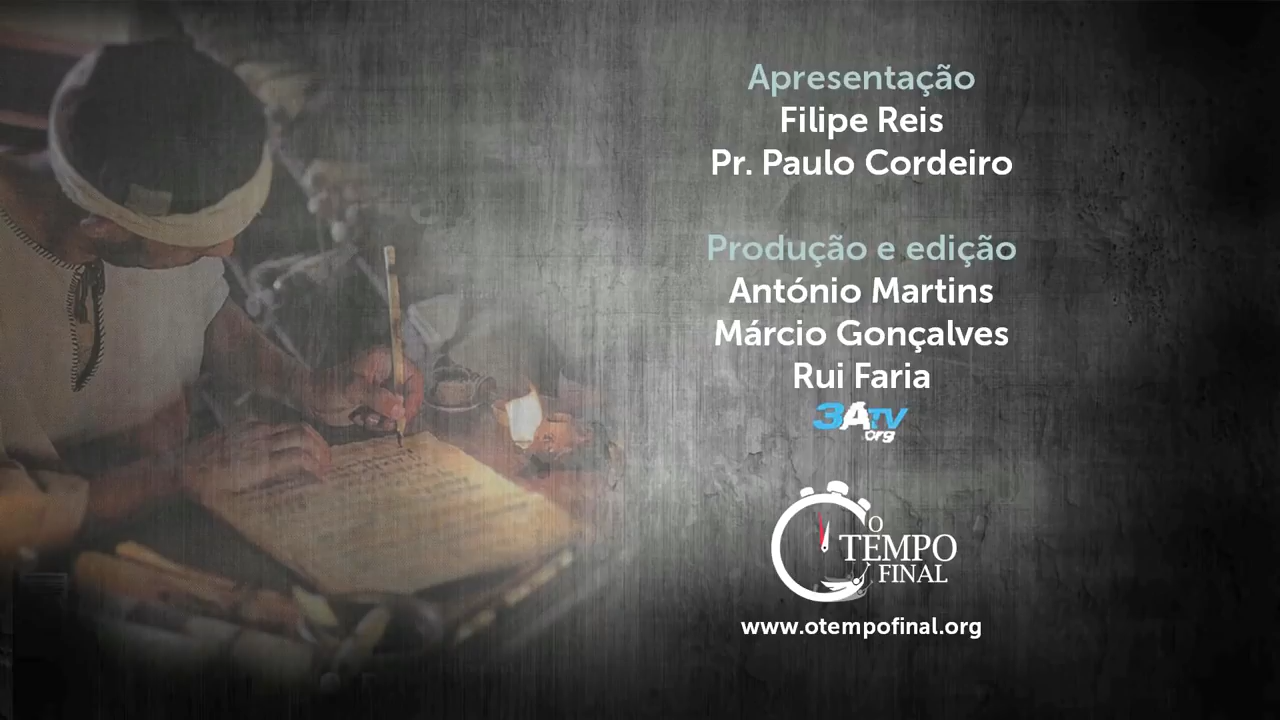 Apresentação
Filipe Reis
Pr. Paulo Cordeiro
Produção e edição
António Martins
Márcio Gonçalves
Rui Faria
3ATV
.org
O
TEMPO
FINAL
www.otempofinal.org